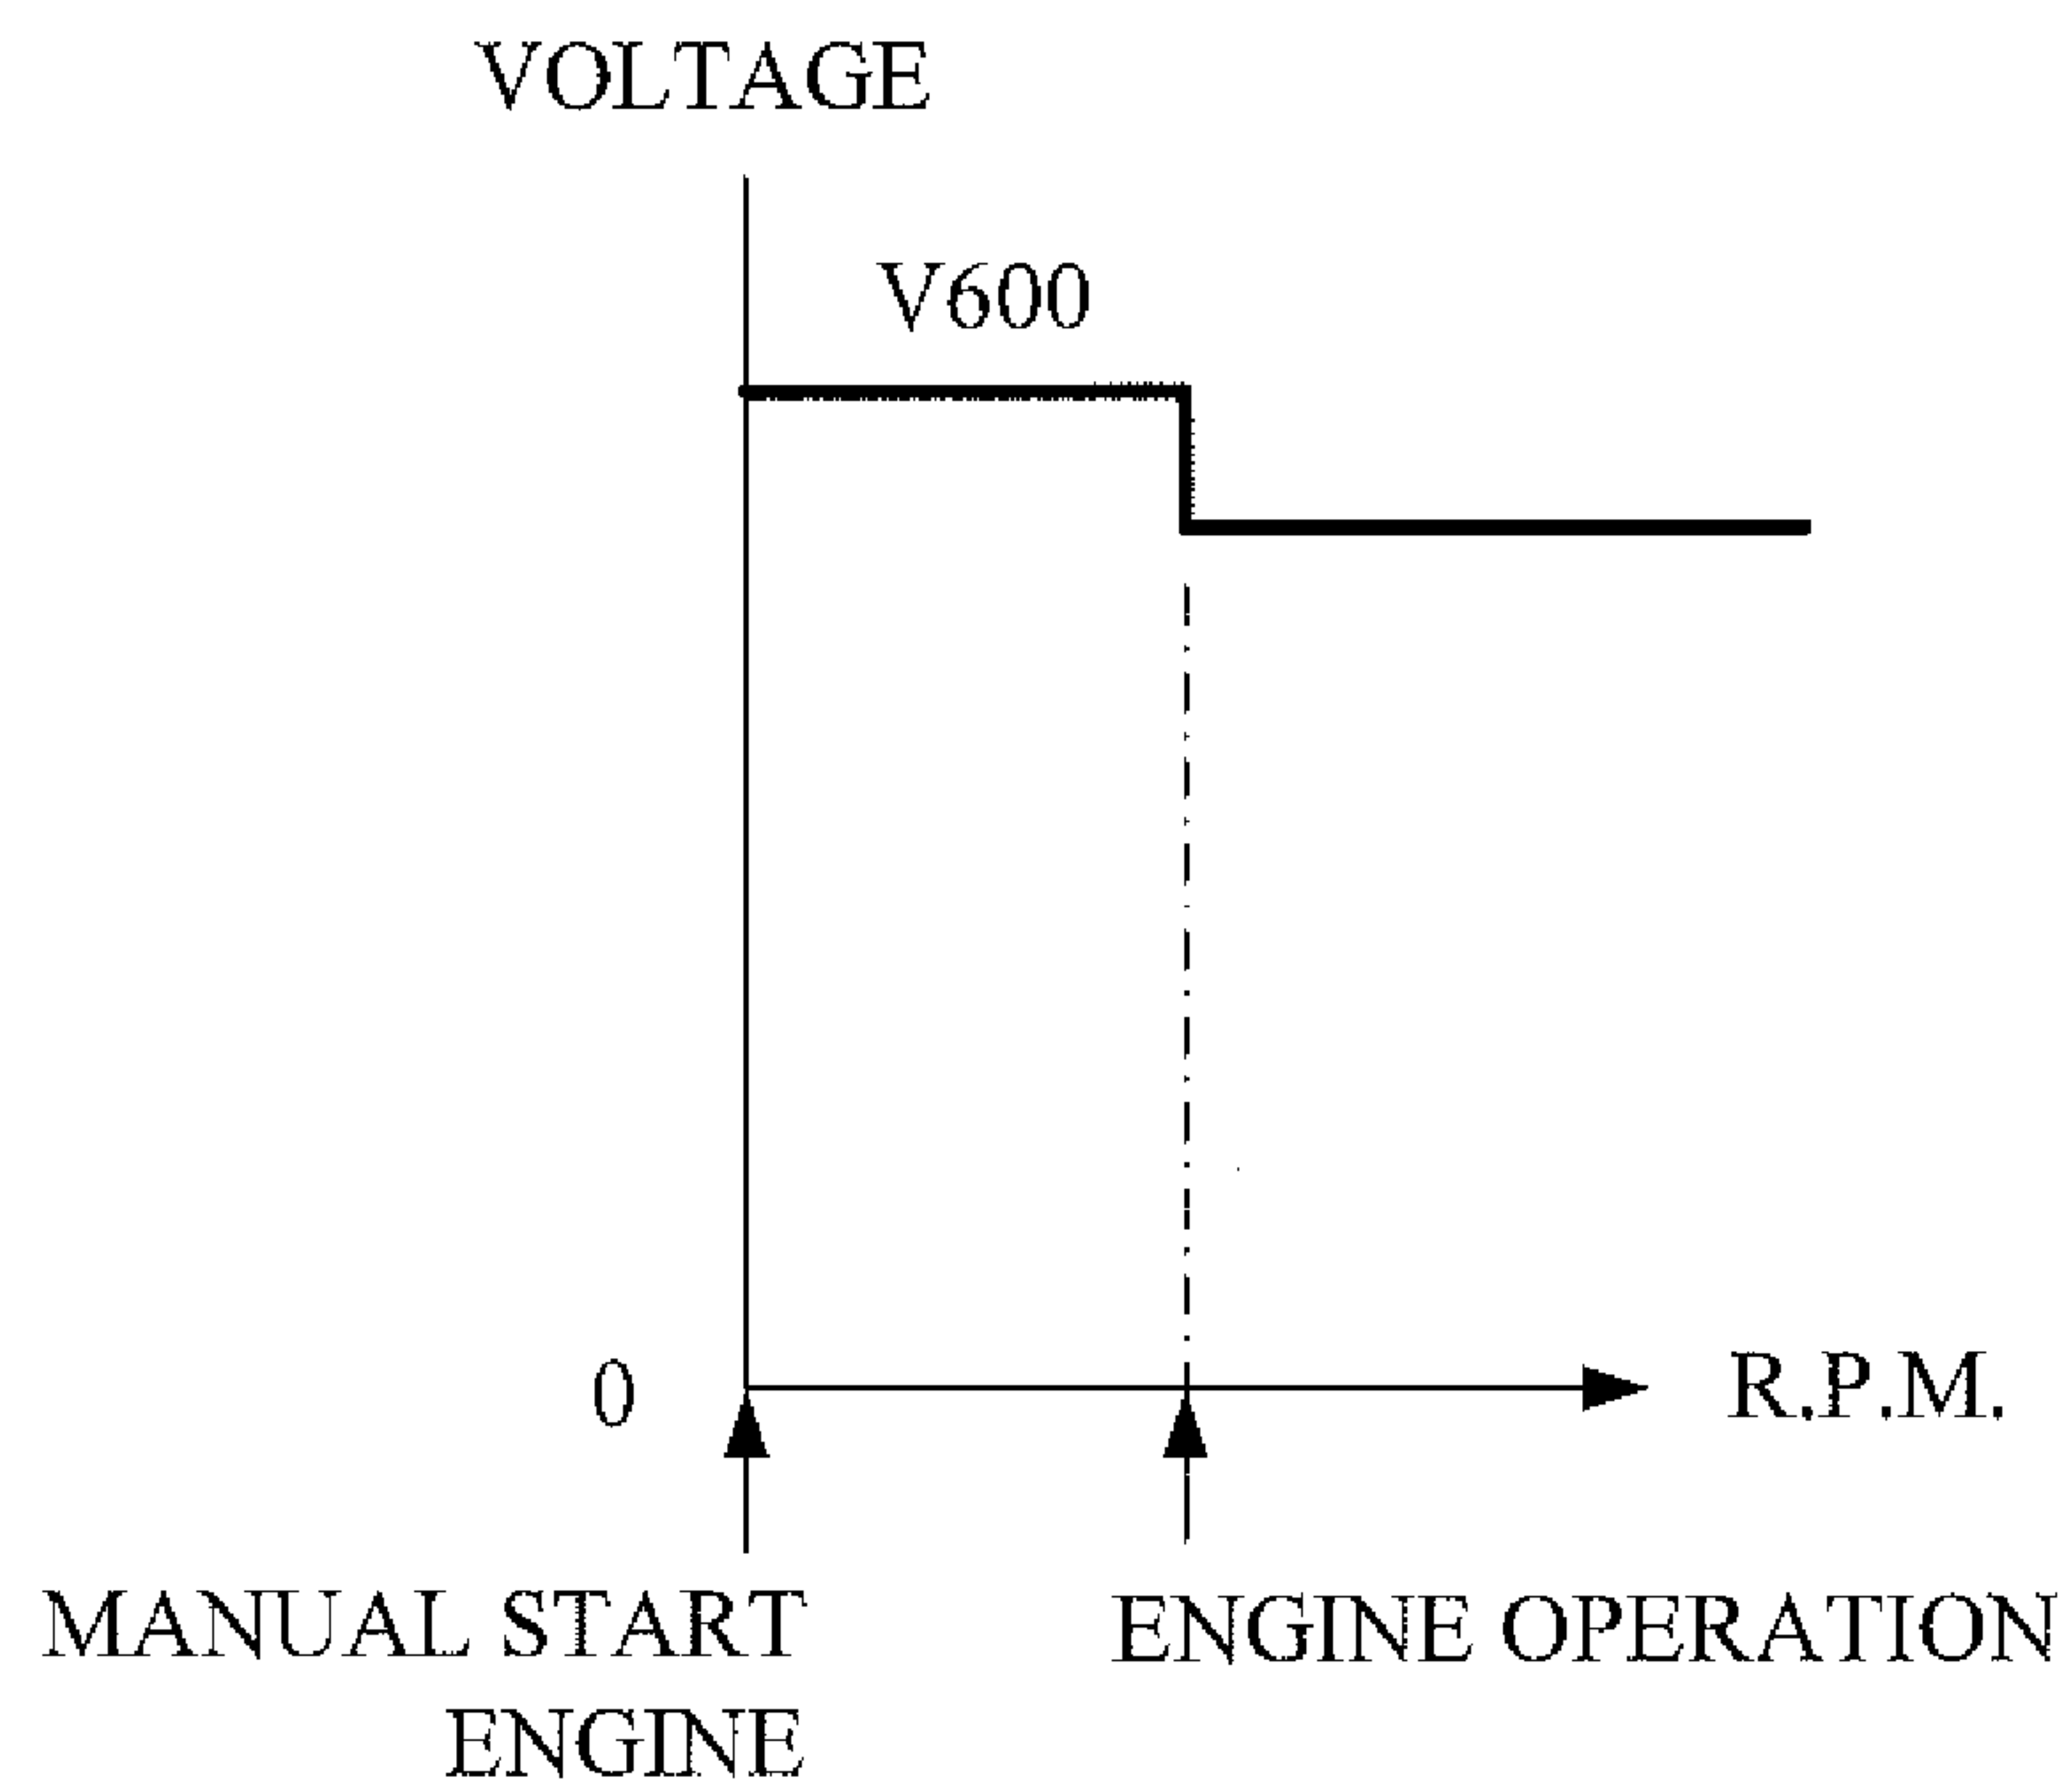 VOLTAGE
V600
0
R.P.M.
MANUAL START
ENGINE
ENGINE OPERATION